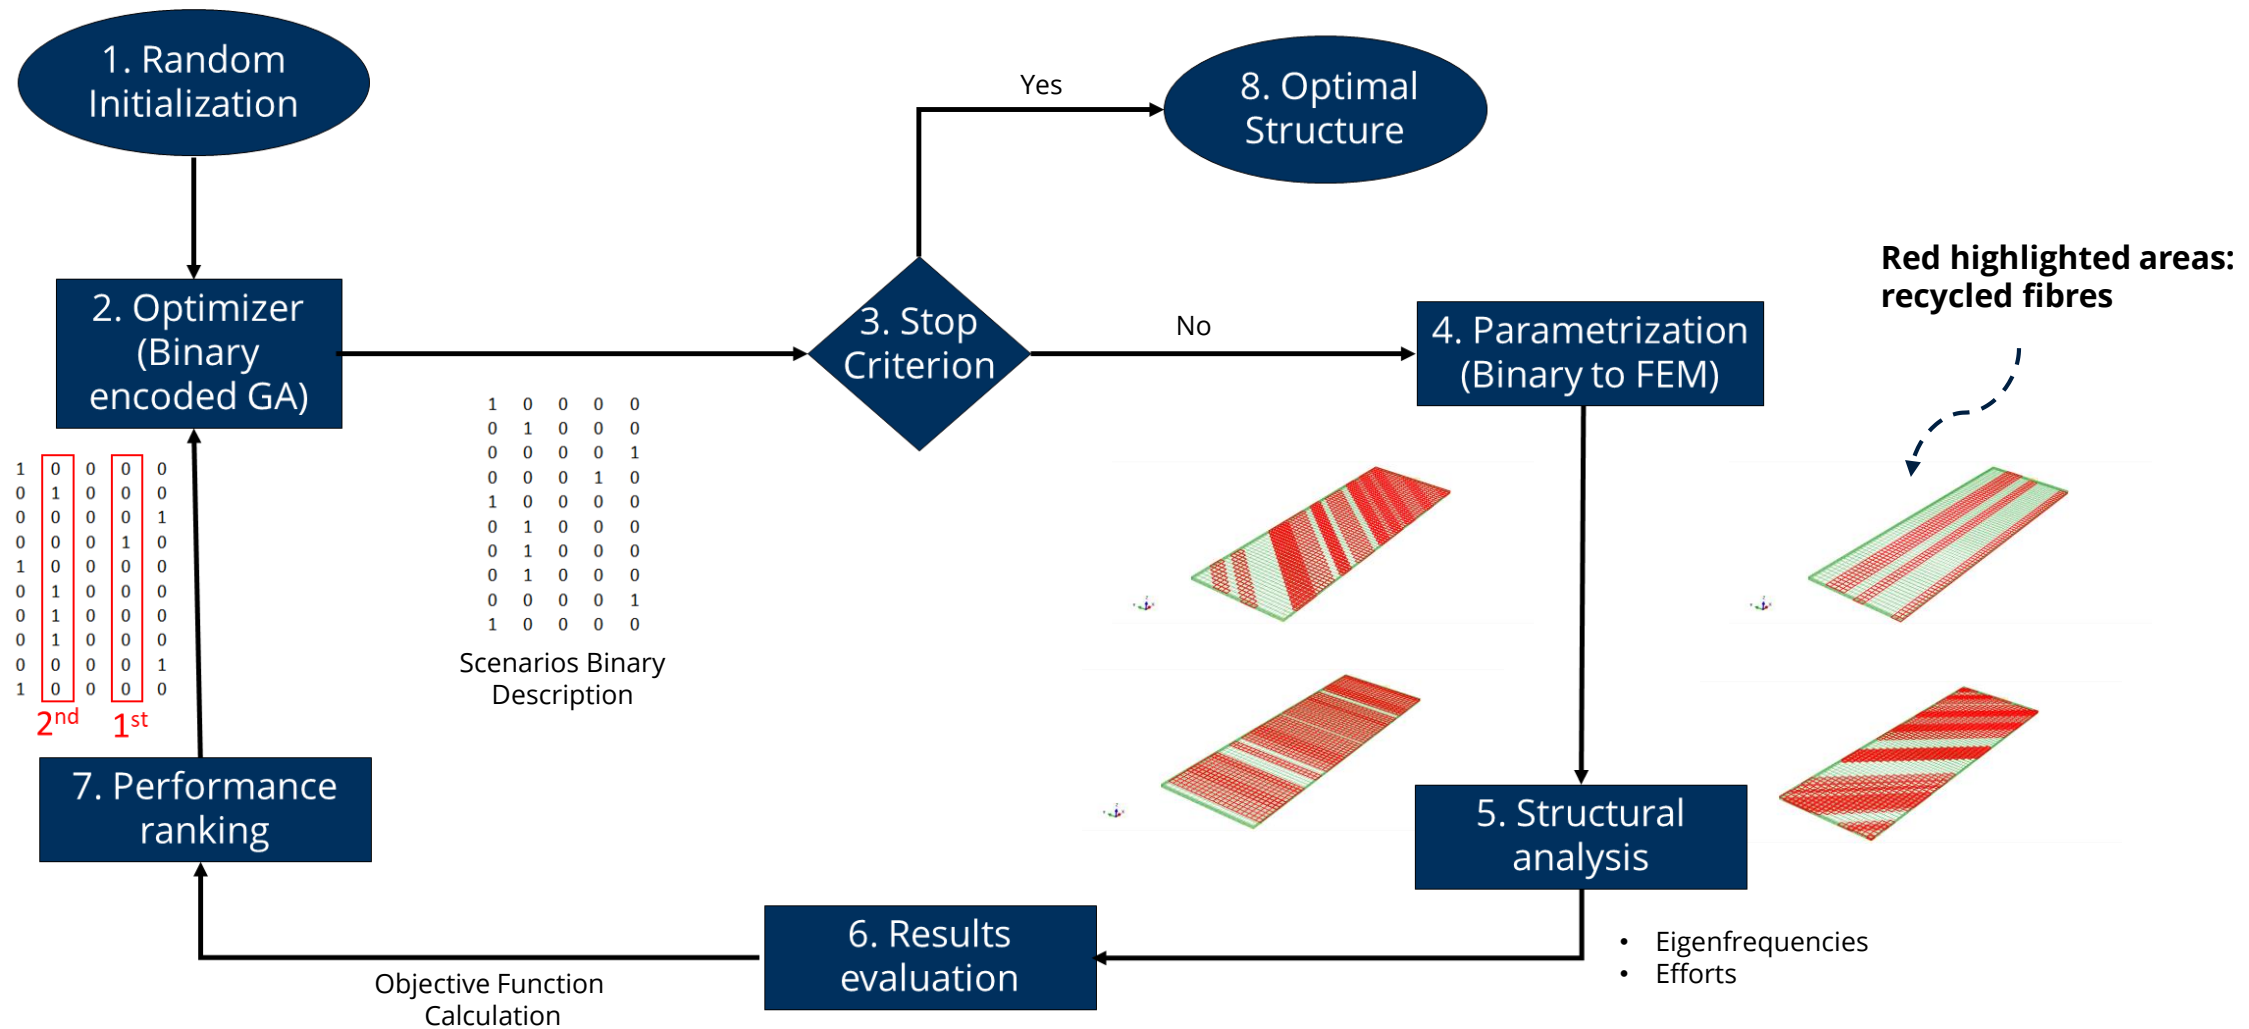 1. Random
Initialization
Yes
8. Optimal
Structure
Red highlighted areas:
recycled fibres
2. Optimizer
(Binary
encoded GA)
3. Stop
Criterion
No
4. Parametrization
(Binary to FEM)
1 0 0 0 0
0 1 0 0 0
0 0 0 0 1
0 0 0 1 0
1 0 0 0 0
0 1 0 0 0
0 1 0 0 0
0 1 0 0 0
0 0 0 0 1
1 0 0 0 0
Scenarios Binary
Description
1 0 0 0 0
0 1 0 0 0
0 0 0 0 1
0 0 0 1 0
1 0 0 0 0
0 1 0 0 0
0 1 0 0 0
0 1 0 0 0
0 0 0 0 1
1 0 0 0 0
2nd 1st
7. Performance
ranking
5. Structural
analysis
6. Results
evaluation
• Eigenfrequencies
• Efforts
Objective Function
Calculation